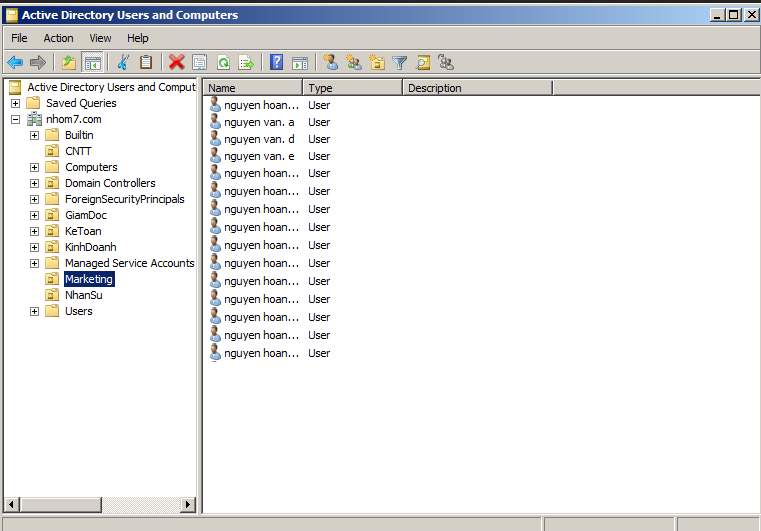 Active Directory Users and Computers
File Action View Help
Active Directory Users and Comput
Saved Queries
nhom7.com
Builtin
CNTT
Computers
Domain Controllers
ForeignSecurityPrincipals
GiamDoc
KeToan
KinhDoanh
Managed Service Accounts
Marketing
NhanSu
Users
Name Type Description
nguyen hoan... User
nguyen van. a User
nguyen van. d User
nguyen van. e User
nguyen hoan... User
nguyen hoan... User
nguyen hoan... User
nguyen hoan... User
nguyen hoan... User
nguyen hoan... User
nguyen hoan... User
nguyen hoan... User
nguyen hoan... User
nguyen hoan... User
nguyen hoan... User